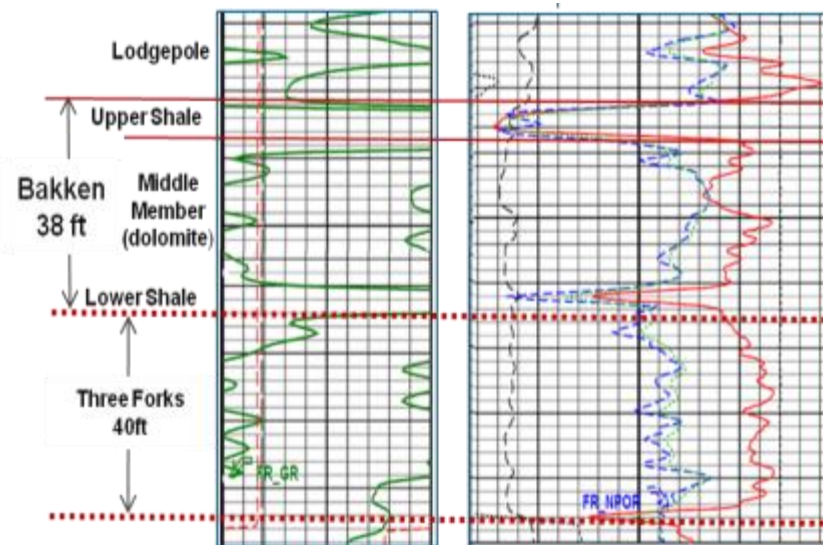 Lodgepole
Upper Shale
Bakken
38 ft
Middle
Member
(dolomite)
Lower Shale
Three Forks
40ft
FR_GR
FR_NPOR